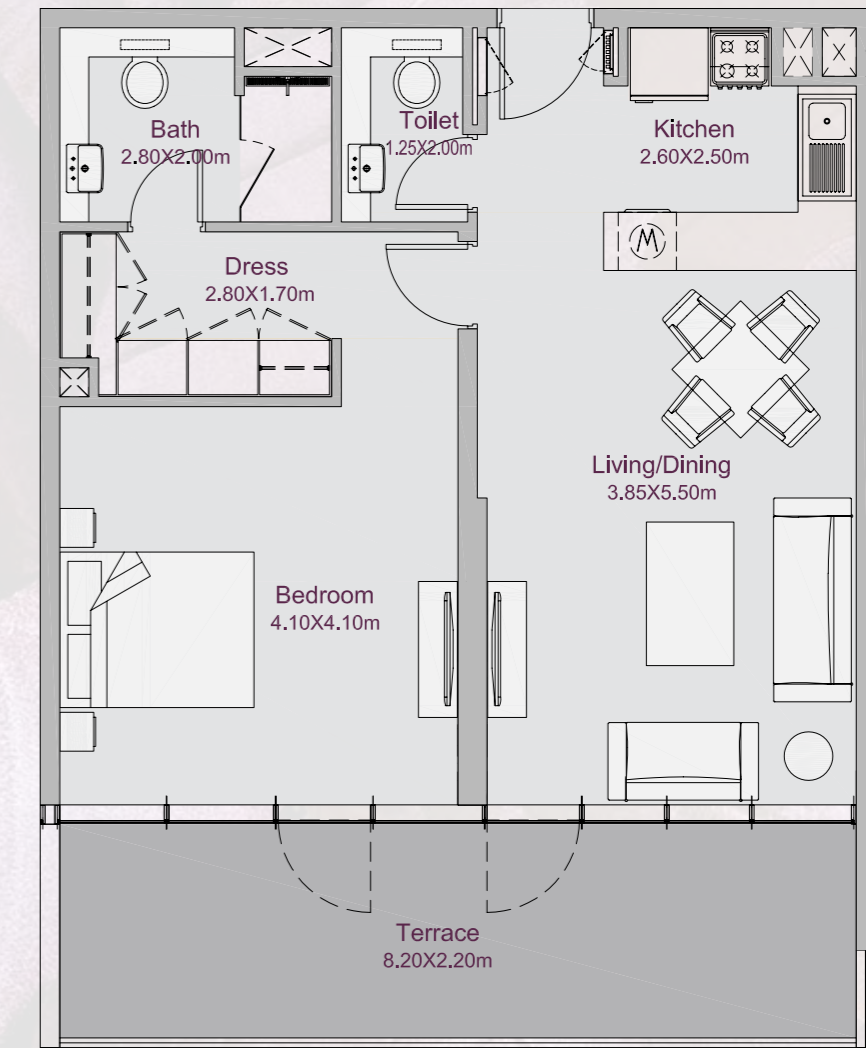 Bath
2.80X2.00m
Toilet
1.25X2.00m
Kitchen
2.60X2.50m
Dress
2.80X1.70m
W
Living/Dining
3.85X5.50m
Bedroom
4.10X4.10m
Terrace
8.20X2.20m